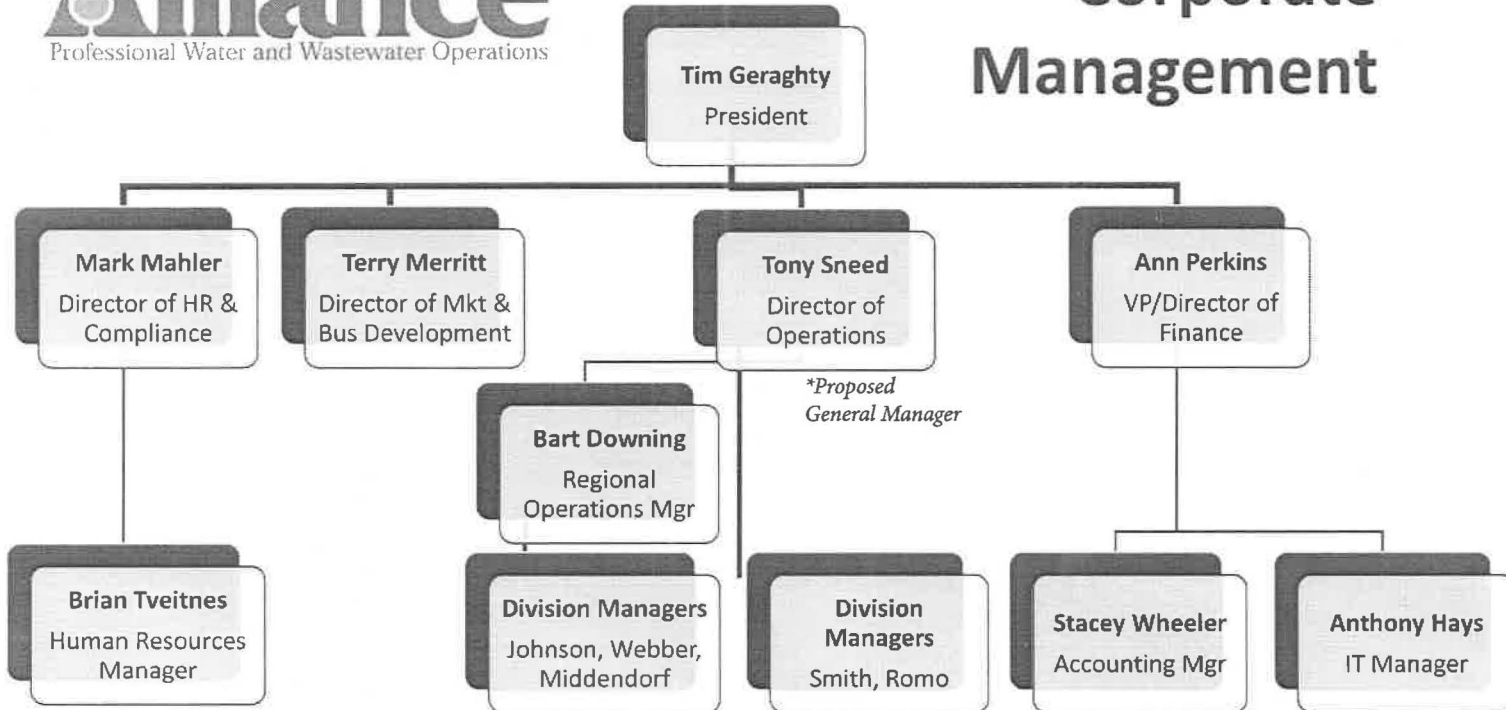 Alliance
Professional Water and Wastewater Operations
Corporate
Management
Tim Geraghty
President
Mark Mahler
Director of HR &
Compliance
Terry Merritt
Director of Mkt &
Bus Development
Tony Sneed
Director of
Operations
Ann Perkins
VP/Director of
Finance
*Proposed
General Manager
Bart Downing
Regional
Operations Mgr
Brian Tveitnes
Human Resources
Manager
Division Managers
Johnson, Webber,
Middendorf
Division
Managers
Smith, Romo
Stacey Wheeler
Accounting Mgr
Anthony Hays
IT Manager